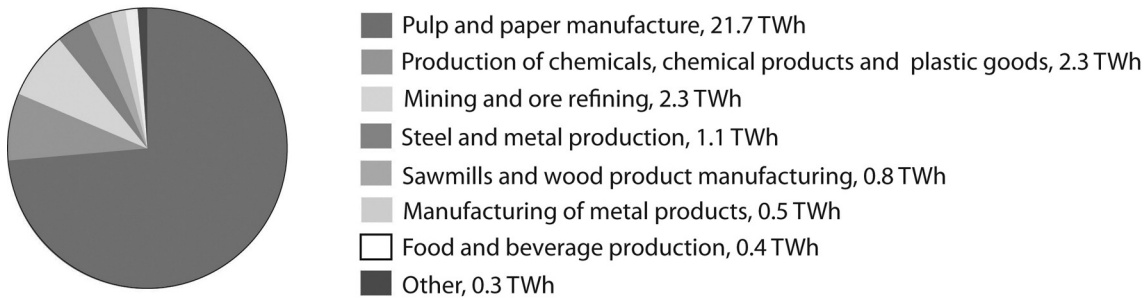 Pulp and paper manufacture, 21.7 TWh
Production of chemicals, chemical products and plastic goods, 2.3 TWh
Mining and ore refining, 2.3 TWh
Steel and metal production, 1.1 TWh
Sawmills and wood product manufacturing, 0.8 TWh
Manufacturing of metal products, 0.5 TWh
Food and beverage production, 0.4 TWh
Other, 0.3 TWh